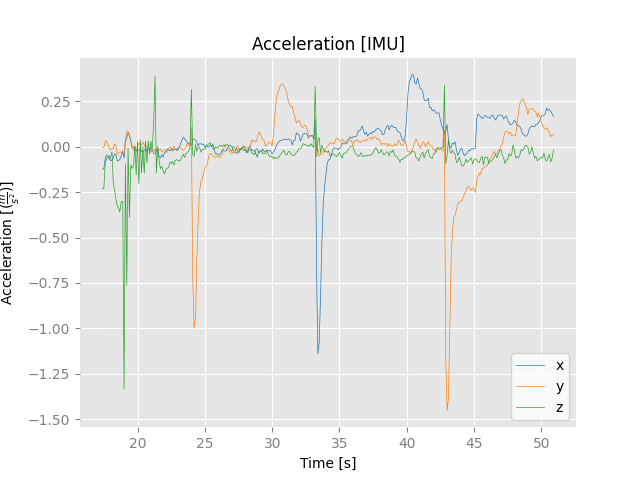 Acceleration [IMU]
Acceleration [(m/s²)]
0.25
0.00
−0.25
−0.50
−0.75
−1.00
−1.25
−1.50
x
y
z
20 25 30 35 40 45 50
Time [s]